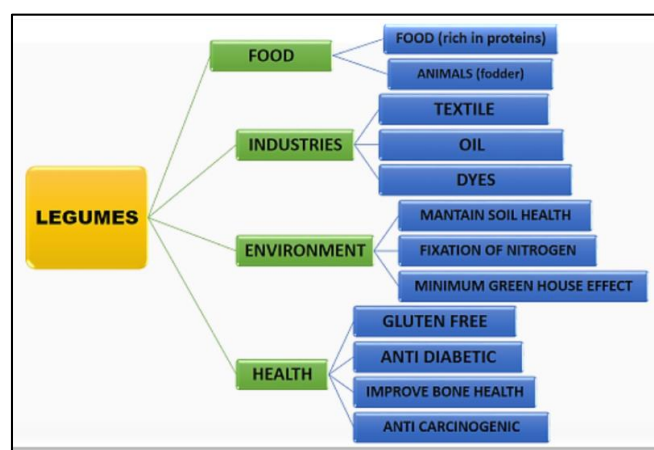 LEGUMES
FOOD
FOOD (rich in proteins)
ANIMALS (fodder)
INDUSTRIES
TEXTILE
OIL
DYES
ENVIRONMENT
MANTAIN SOIL HEALTH
FIXATION OF NITROGEN
MINIMUM GREEN HOUSE EFFECT
HEALTH
GLUTEN FREE
ANTI DIABETIC
IMPROVE BONE HEALTH
ANTI CARCINOGENIC